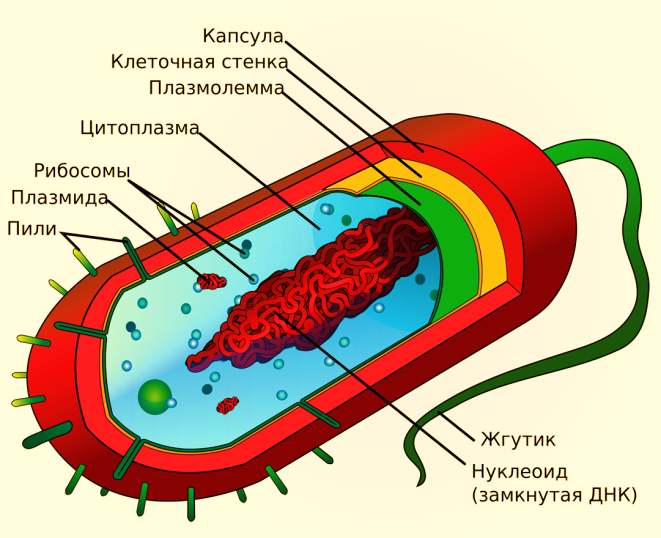 Капсула
Клеточная стенка
Плазмолемма
Цитоплазма
Рибосомы
Плазмида
Пили
Жгутик
Нуклеоид
(замкнутая ДНК)